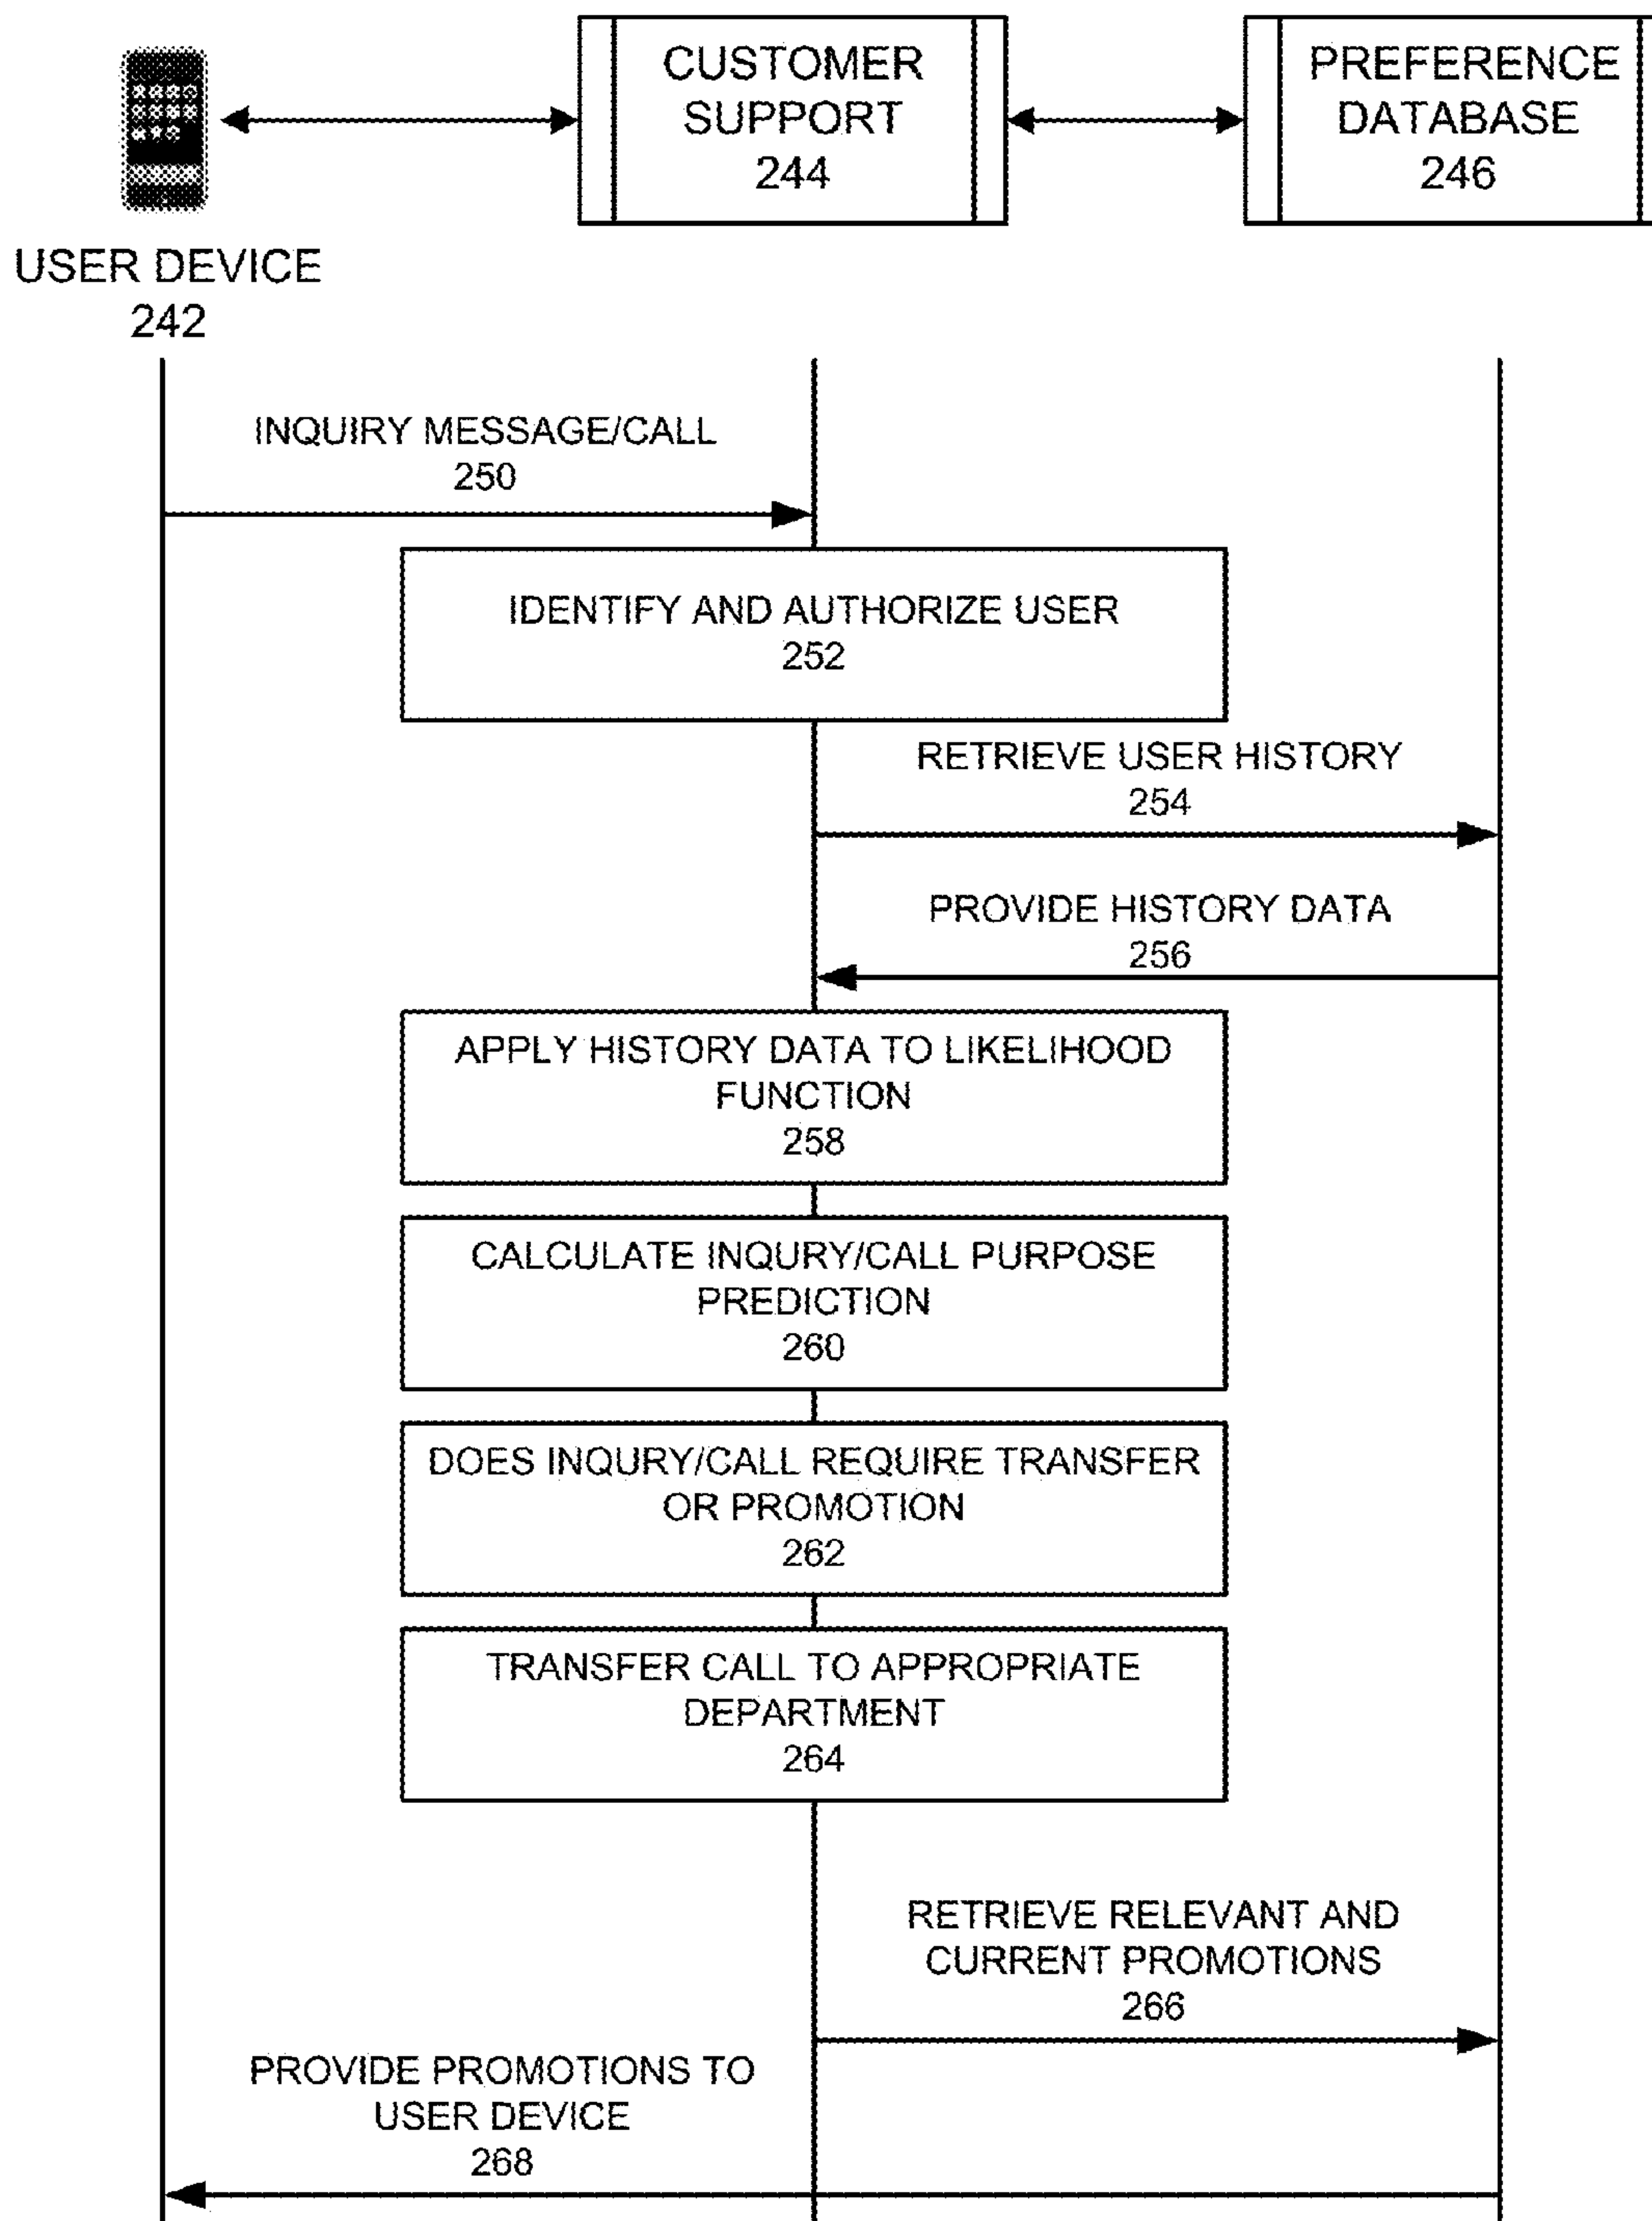 CUSTOMER
SUPPORT
244
PREFERENCE
DATABASE
246
USER DEVICE
242
INQUIRY MESSAGE/CALL
250
IDENTIFY AND AUTHORIZE USER
252
RETRIEVE USER HISTORY
254
PROVIDE HISTORY DATA
256
APPLY HISTORY DATA TO LIKELIHOOD
FUNCTION
258
CALCULATE INQURY/CALL PURPOSE
PREDICTION
260
DOES INQURY/CALL REQUIRE TRANSFER
OR PROMOTION
262
TRANSFER CALL TO APPROPRIATE
DEPARTMENT
264
RETRIEVE RELEVANT AND
CURRENT PROMOTIONS
266
PROVIDE PROMOTIONS TO
USER DEVICE
268